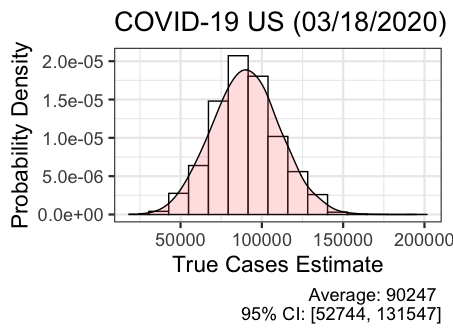 COVID-19 US (03/18/2020)
Probability Density
2.0e-05
1.5e-05
1.0e-05
5.0e-06
0.0e+00
50000 100000 150000 200000
True Cases Estimate
Average: 90247
95% CI: [52744, 131547]